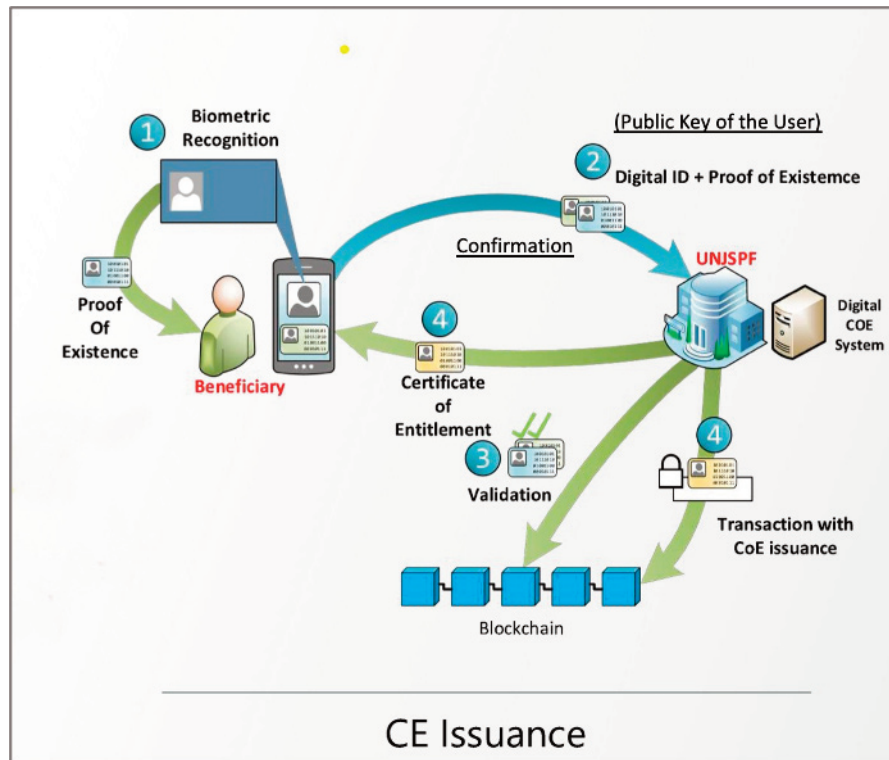 1
Biometric
Recognition
(Public Key of the User)
2
Digital ID + Proof of Existemce
Confirmation
UNJSPF
Proof
Of
Existence
Beneficiary
4
Certificate
of
Entitlement
Digital
COE
System
3
Validation
4
Transaction with
CoE issuance
Blockchain
CE Issuance